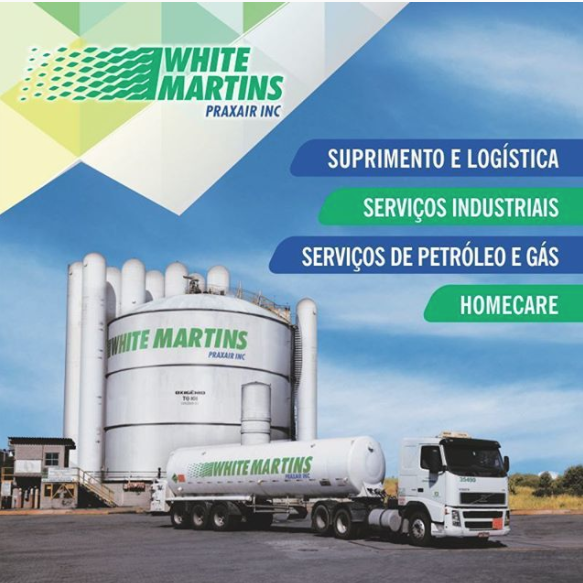 WHITE
MARTINS
PRAXAIR INC
SUPRIMENTO E LOGÍSTICA
SERVIÇOS INDUSTRIAIS
SERVIÇOS DE PETRÓLEO E GÁS
HOMECARE
WHITE MARTINS
PRAXAIR INC
OXIGÊNIO
WHITE MARTINS
PRAXAIR INC